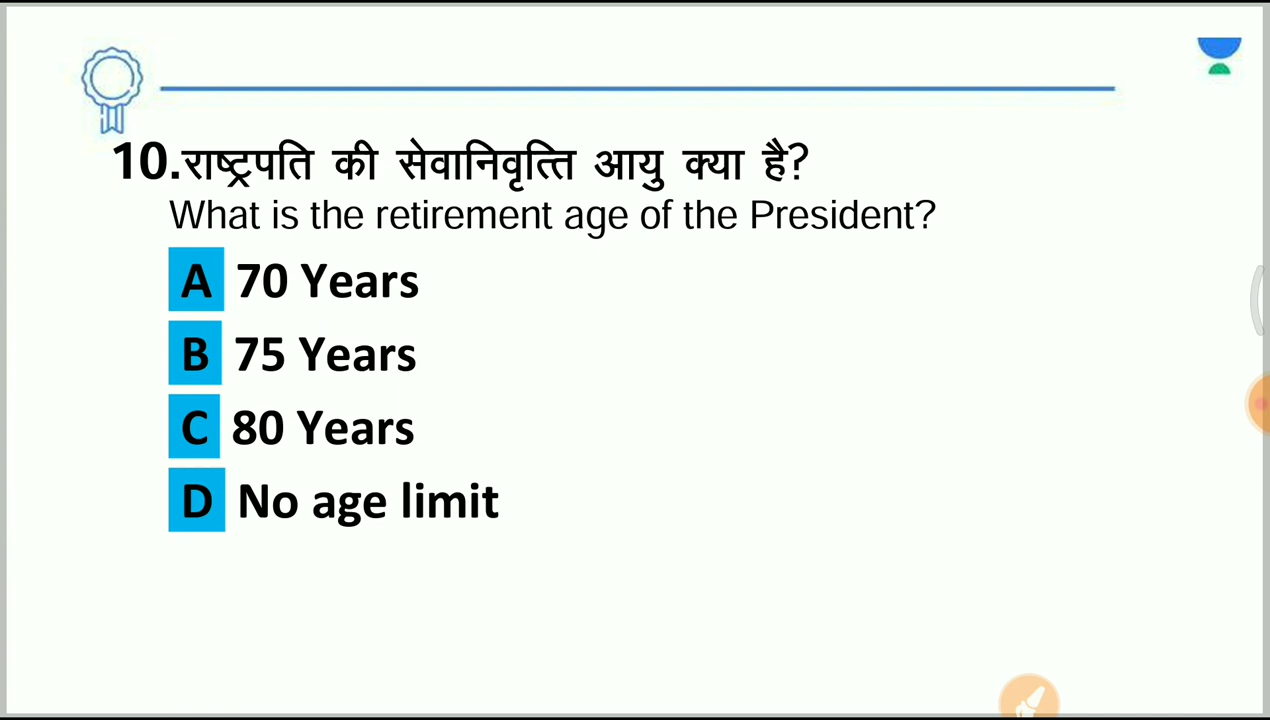 10.राष्ट्रपति की सेवानिवृत्ति आयु क्या है?
What is the retirement age of the President?
A 70 Years
B 75 Years
C 80 Years
D No age limit